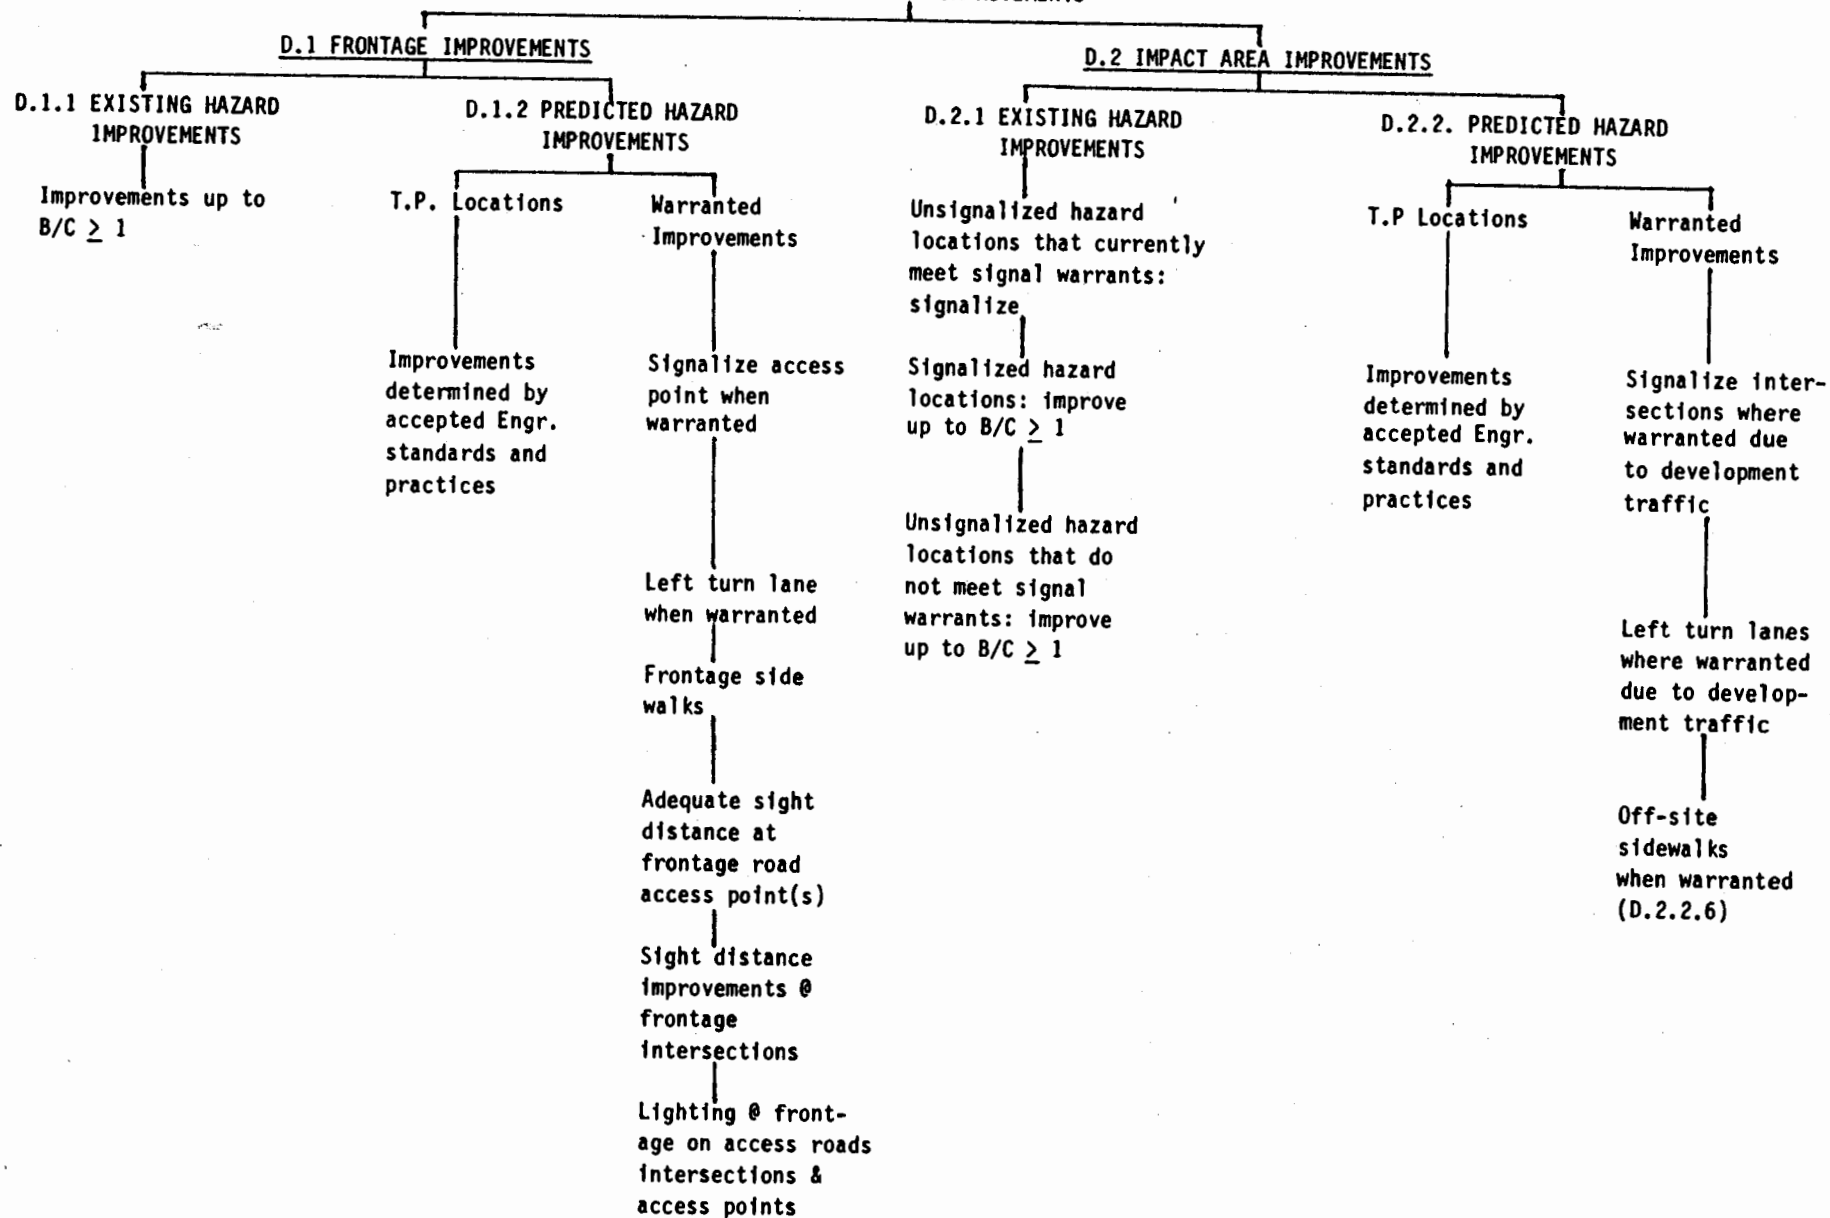 D.1 FRONTAGE IMPROVEMENTS
D.2 IMPACT AREA IMPROVEMENTS
D.1.1 EXISTING HAZARD
1MPROVEMENTS
Improvements up to
B/C ≥ 1
D.1.2 PREDICTED HAZARD
IMPROVEMENTS
T.P. Locations
Improvements
determined by
accepted Engr.
standards and
practices
Warranted
Improvements
Signalize access
point when
warranted
Left turn lane
when warranted
Frontage side
walks
Adequate sight
distance at
frontage road
access point(s)
Sight distance
improvements @
frontage
intersections
Lighting @ front-
age on access roads
intersections &
access points
D.2.1 EXISTING HAZARD
IMPROVEMENTS
Unsignalized hazard
locations that currently
meet signal warrants:
signalize
Signalized hazard
locations: improve
up to B/C ≥ 1
Unsignalized hazard
locations that do
not meet signal
warrants: improve
up to B/C ≥ 1
D.2.2. PREDICTED HAZARD
IMPROVEMENTS
T.P Locations
Improvements
determined by
accepted Engr.
standards and
practices
Warranted
Improvements
Signalize inter-
sections where
warranted due
to development
traffic
Left turn lanes
where warranted
due to develop-
ment traffic
Off-site
sidewalks
when warranted
(D.2.2.6)